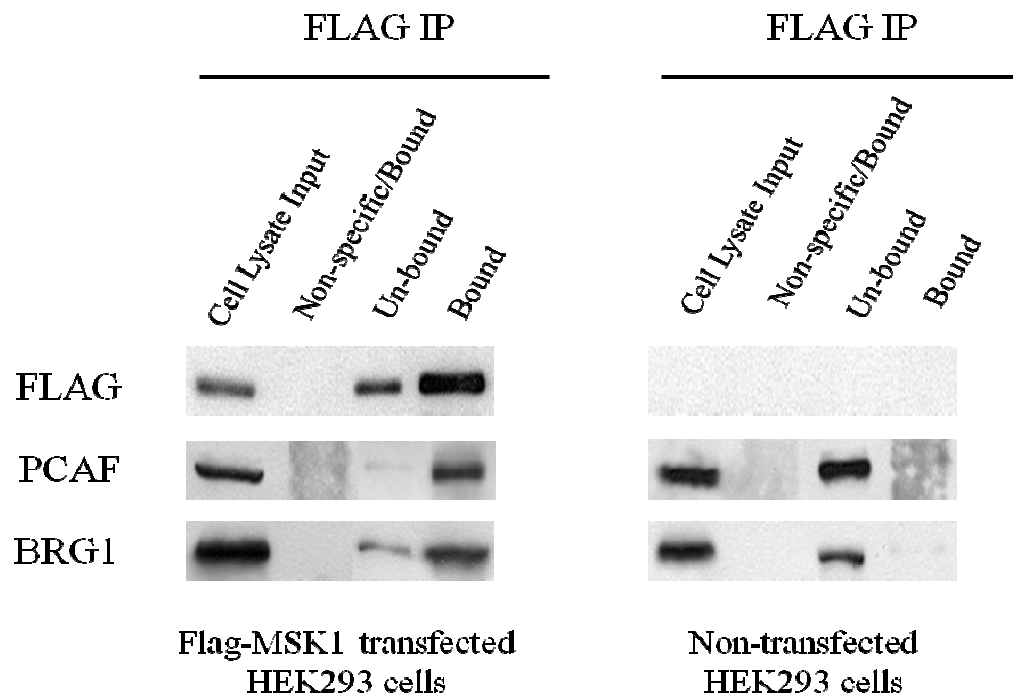 FLAG IP
FLAG IP
Cell Lysate Input
Non-specific/Bound
Un-bound
Bound
Cell Lysate Input
Non-specific/Bound
Un-bound
Bound
FLAG
PCAF
BRG1
Flag-MSK1 transfected
HEK293 cells
Non-transfected
HEK293 cells